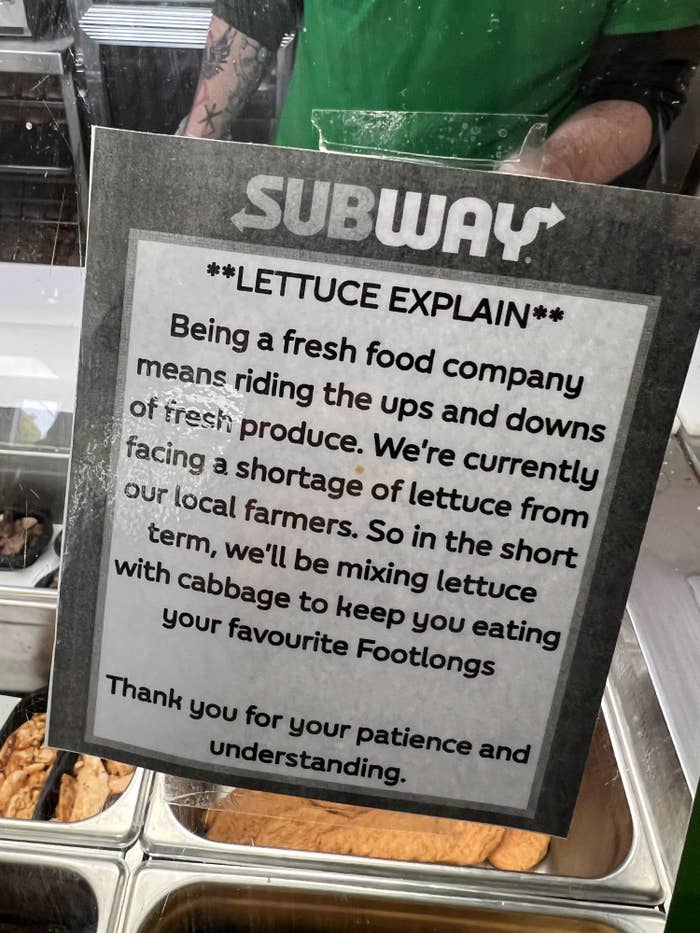 SUBWAY
**LETTUCE EXPLAIN**
Being a fresh food company
means riding the ups and downs
of fresh produce. We're currently
facing a shortage of lettuce from
our local farmers. So in the short
term, we'll be mixing lettuce
with cabbage to keep you eating
your favourite Footlongs
Thank you for your patience and
understanding.